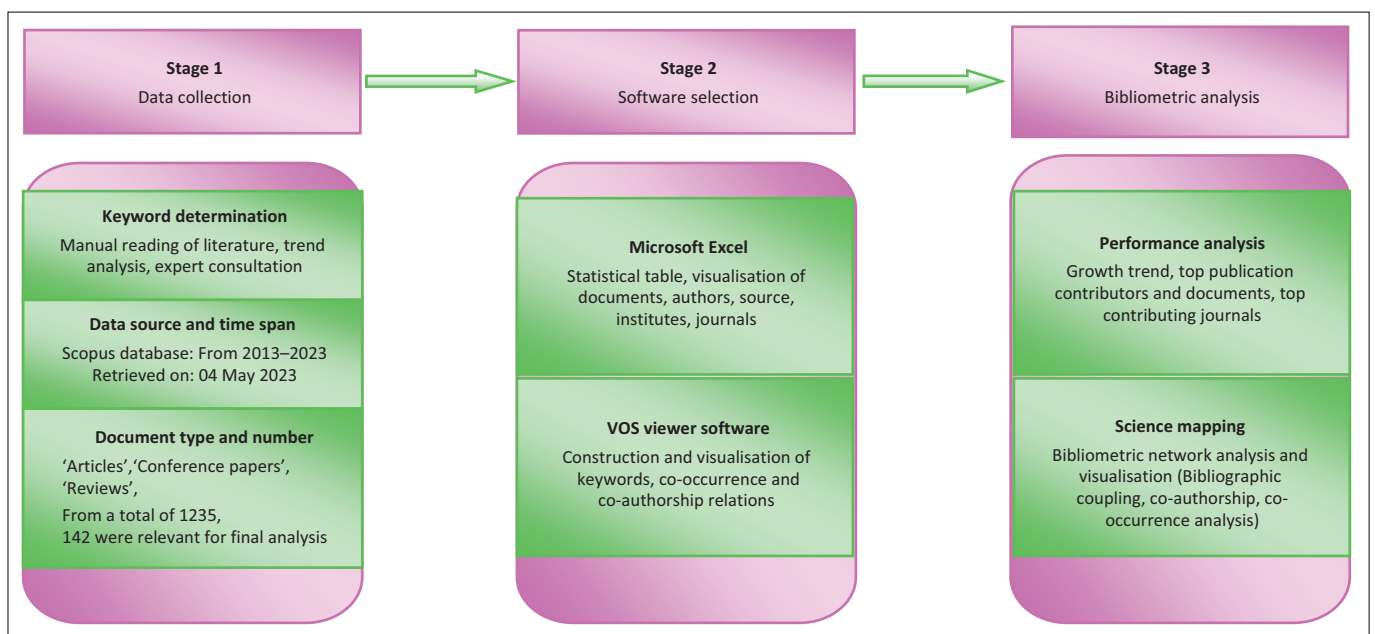 Stage 1
Data collection
Stage 2
Software selection
Stage 3
Bibliometric analysis
Keyword determination
Manual reading of literature, trend
analysis, expert consultation
Data source and time span
Scopus database: From 2013–2023
Retrieved on: 04 May 2023
Document type and number
‘Articles’,‘Conference papers’,
‘Reviews’,
From a total of 1235,
142 were relevant for final analysis
Microsoft Excel
Statistical table, visualisation of
documents, authors, source,
institutes, journals
VOS viewer software
Construction and visualisation of
keywords, co-occurrence and
co-authorship relations
Performance analysis
Growth trend, top publication
contributors and documents, top
contributing journals
Science mapping
Bibliometric network analysis and
visualisation (Bibliographic
coupling, co-authorship, co-
occurrence analysis)